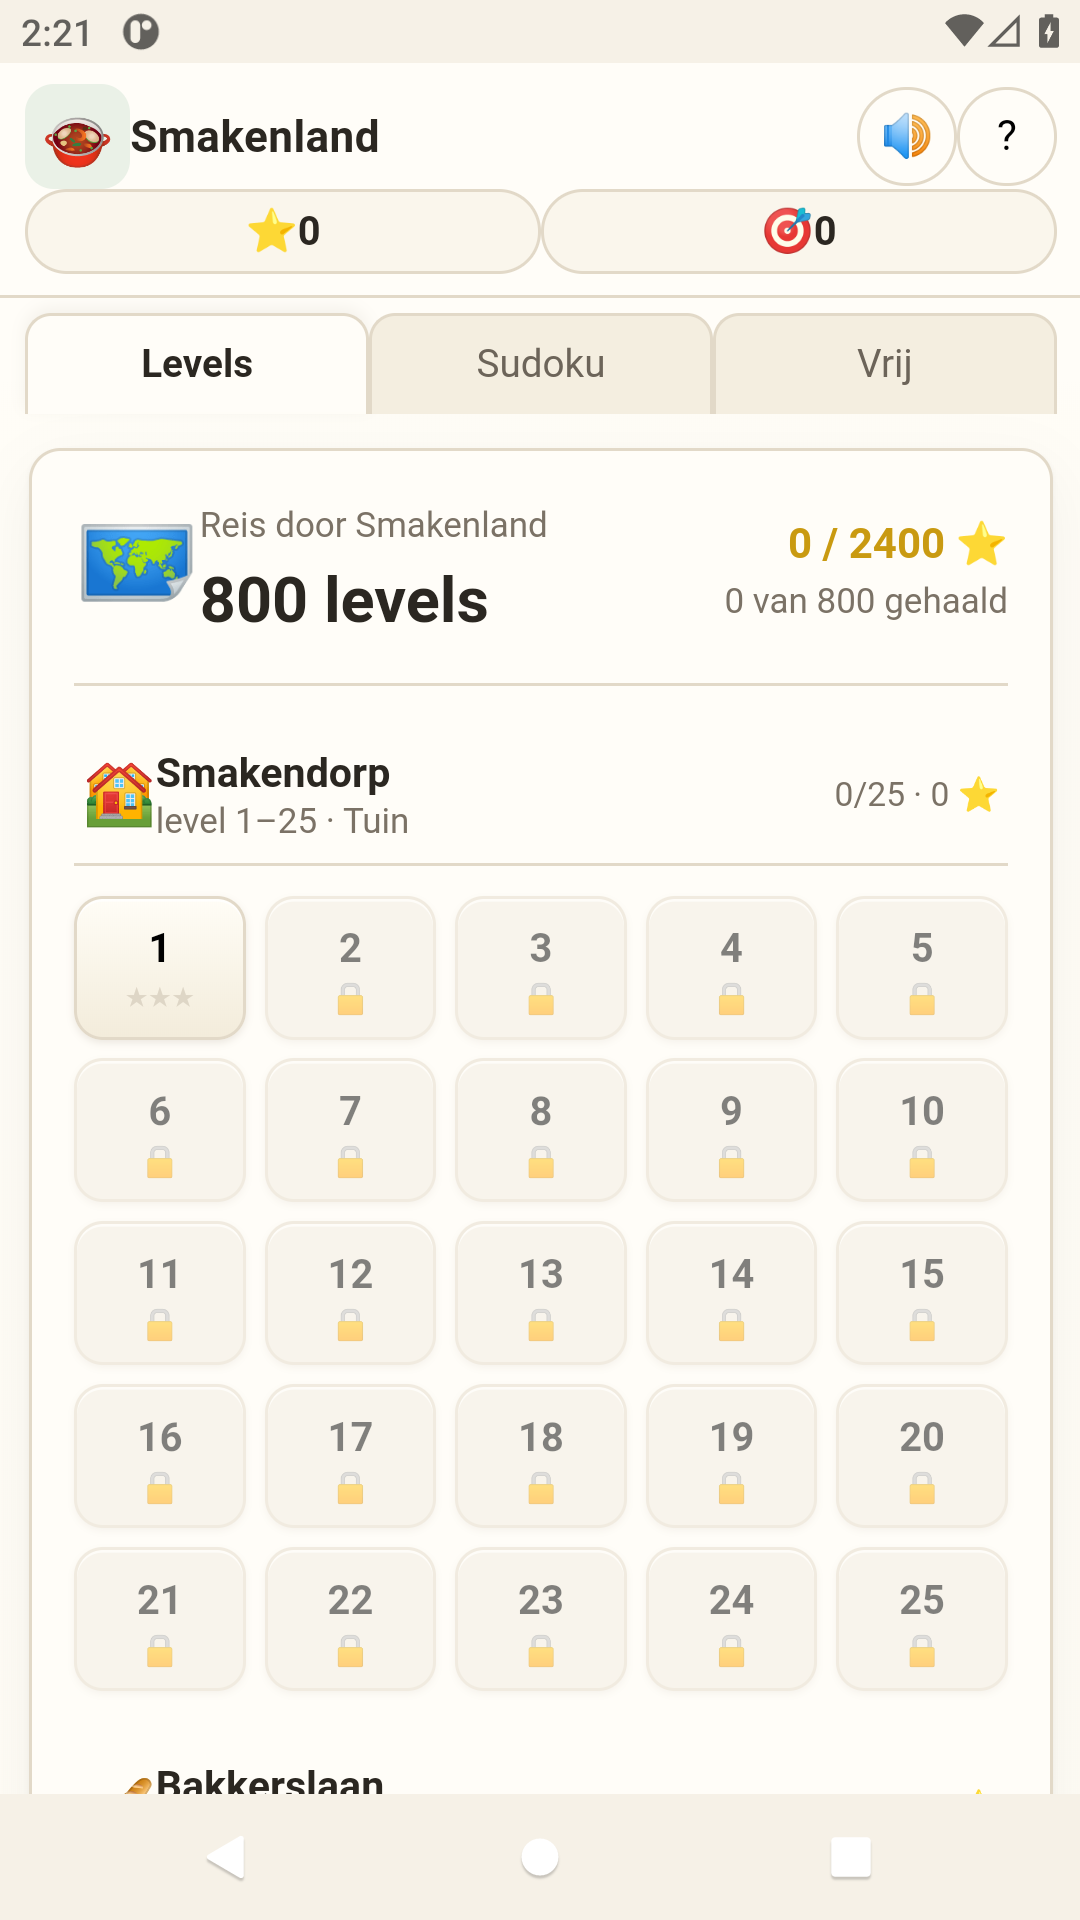 2:21
Smakenland
?
0
0
Levels
Sudoku
Vrij
Reis door Smakenland
800 levels
0 / 2400
0 van 800 gehaald
Smakendorp
level 1–25 · Tuin
0/25 · 0
1
2
3
4
5
6
7
8
9
10
11
12
13
14
15
16
17
18
19
20
21
22
23
24
25
Bakkerslaan